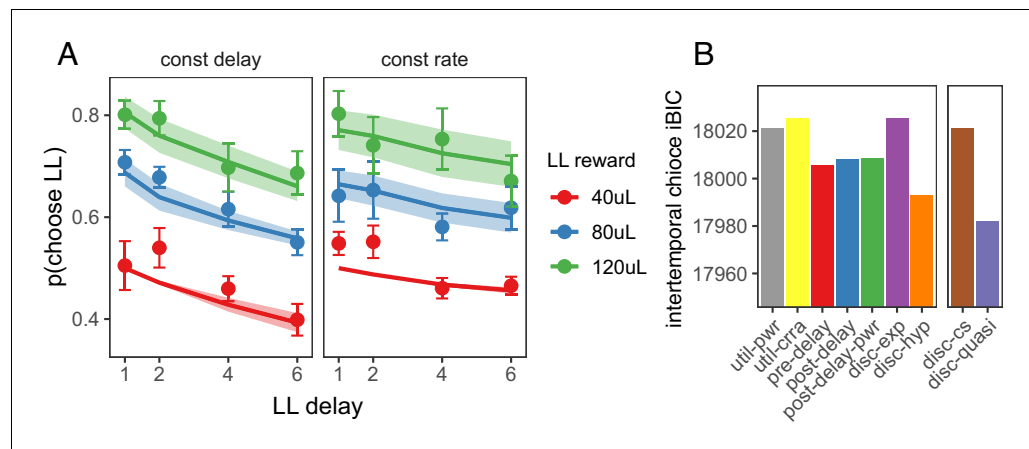 A
const delay
const rate
p(choose LL)
0.8
0.6
0.4
1 2 4 6
1 2 4 6
LL delay
LL reward
40uL
80uL
120uL
B
intertemporal chioce iBIC
18020
18000
17980
17960
util-pwr
util-crra
pre-delay
post-delay
post-delay-pwr
disc-exp
disc-hyp
disc-cs
disc-quasi